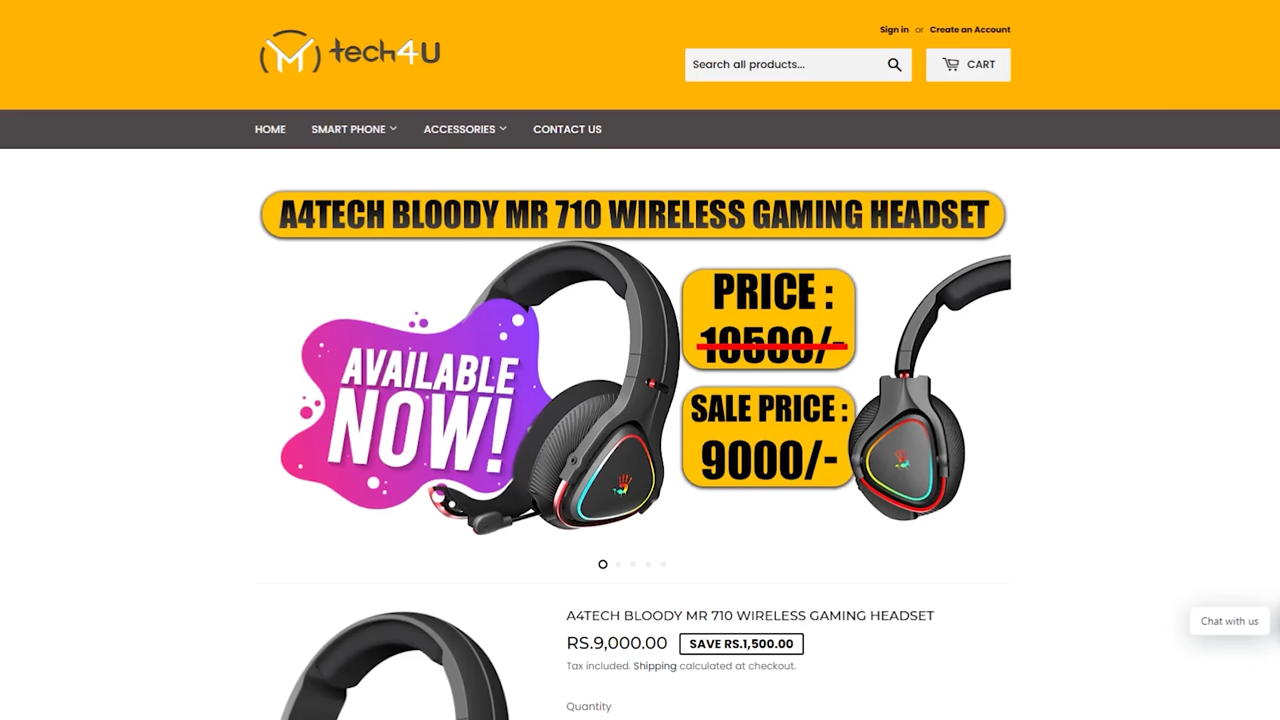 Sign in or Create an Account
M tech4U
Search all products...
CART
HOME
SMART PHONE
ACCESSORIES
CONTACT US
A4TECH BLOODY MR 710 WIRELESS GAMING HEADSET
AVAILABLE
NOW!
PRICE :
10500/-
SALE PRICE :
9000/-
A4TECH BLOODY MR 710 WIRELESS GAMING HEADSET
RS.9,000.00 SAVE RS.1,500.00
Tax included. Shipping calculated at checkout.
Quantity
Chat with us